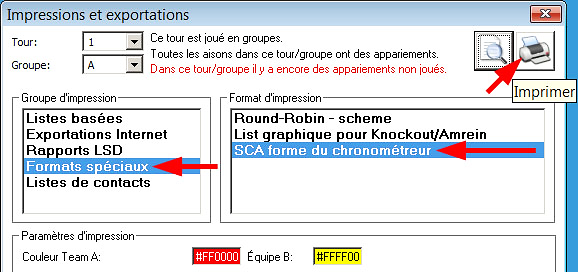 Impressions et exportations
Tour: 1 Ce tour est joué en groupes.
Toutes les aisons dans ce tour/groupe ont des appariements.
Groupe: A Dans ce tour/groupe il y a encore des appariements non joués.
Imprimer
Groupe d'impression
Listes basées
Exportations Internet
Rapports LSD
Formats spéciaux
Listes de contacts
Format d'impression
Round-Robin - scheme
List graphique pour Knockout/Amrein
SCA forme du chronométreur
Paramètres d'impression
Couleur Team A: #FF0000 Équipe B: #FFFF00